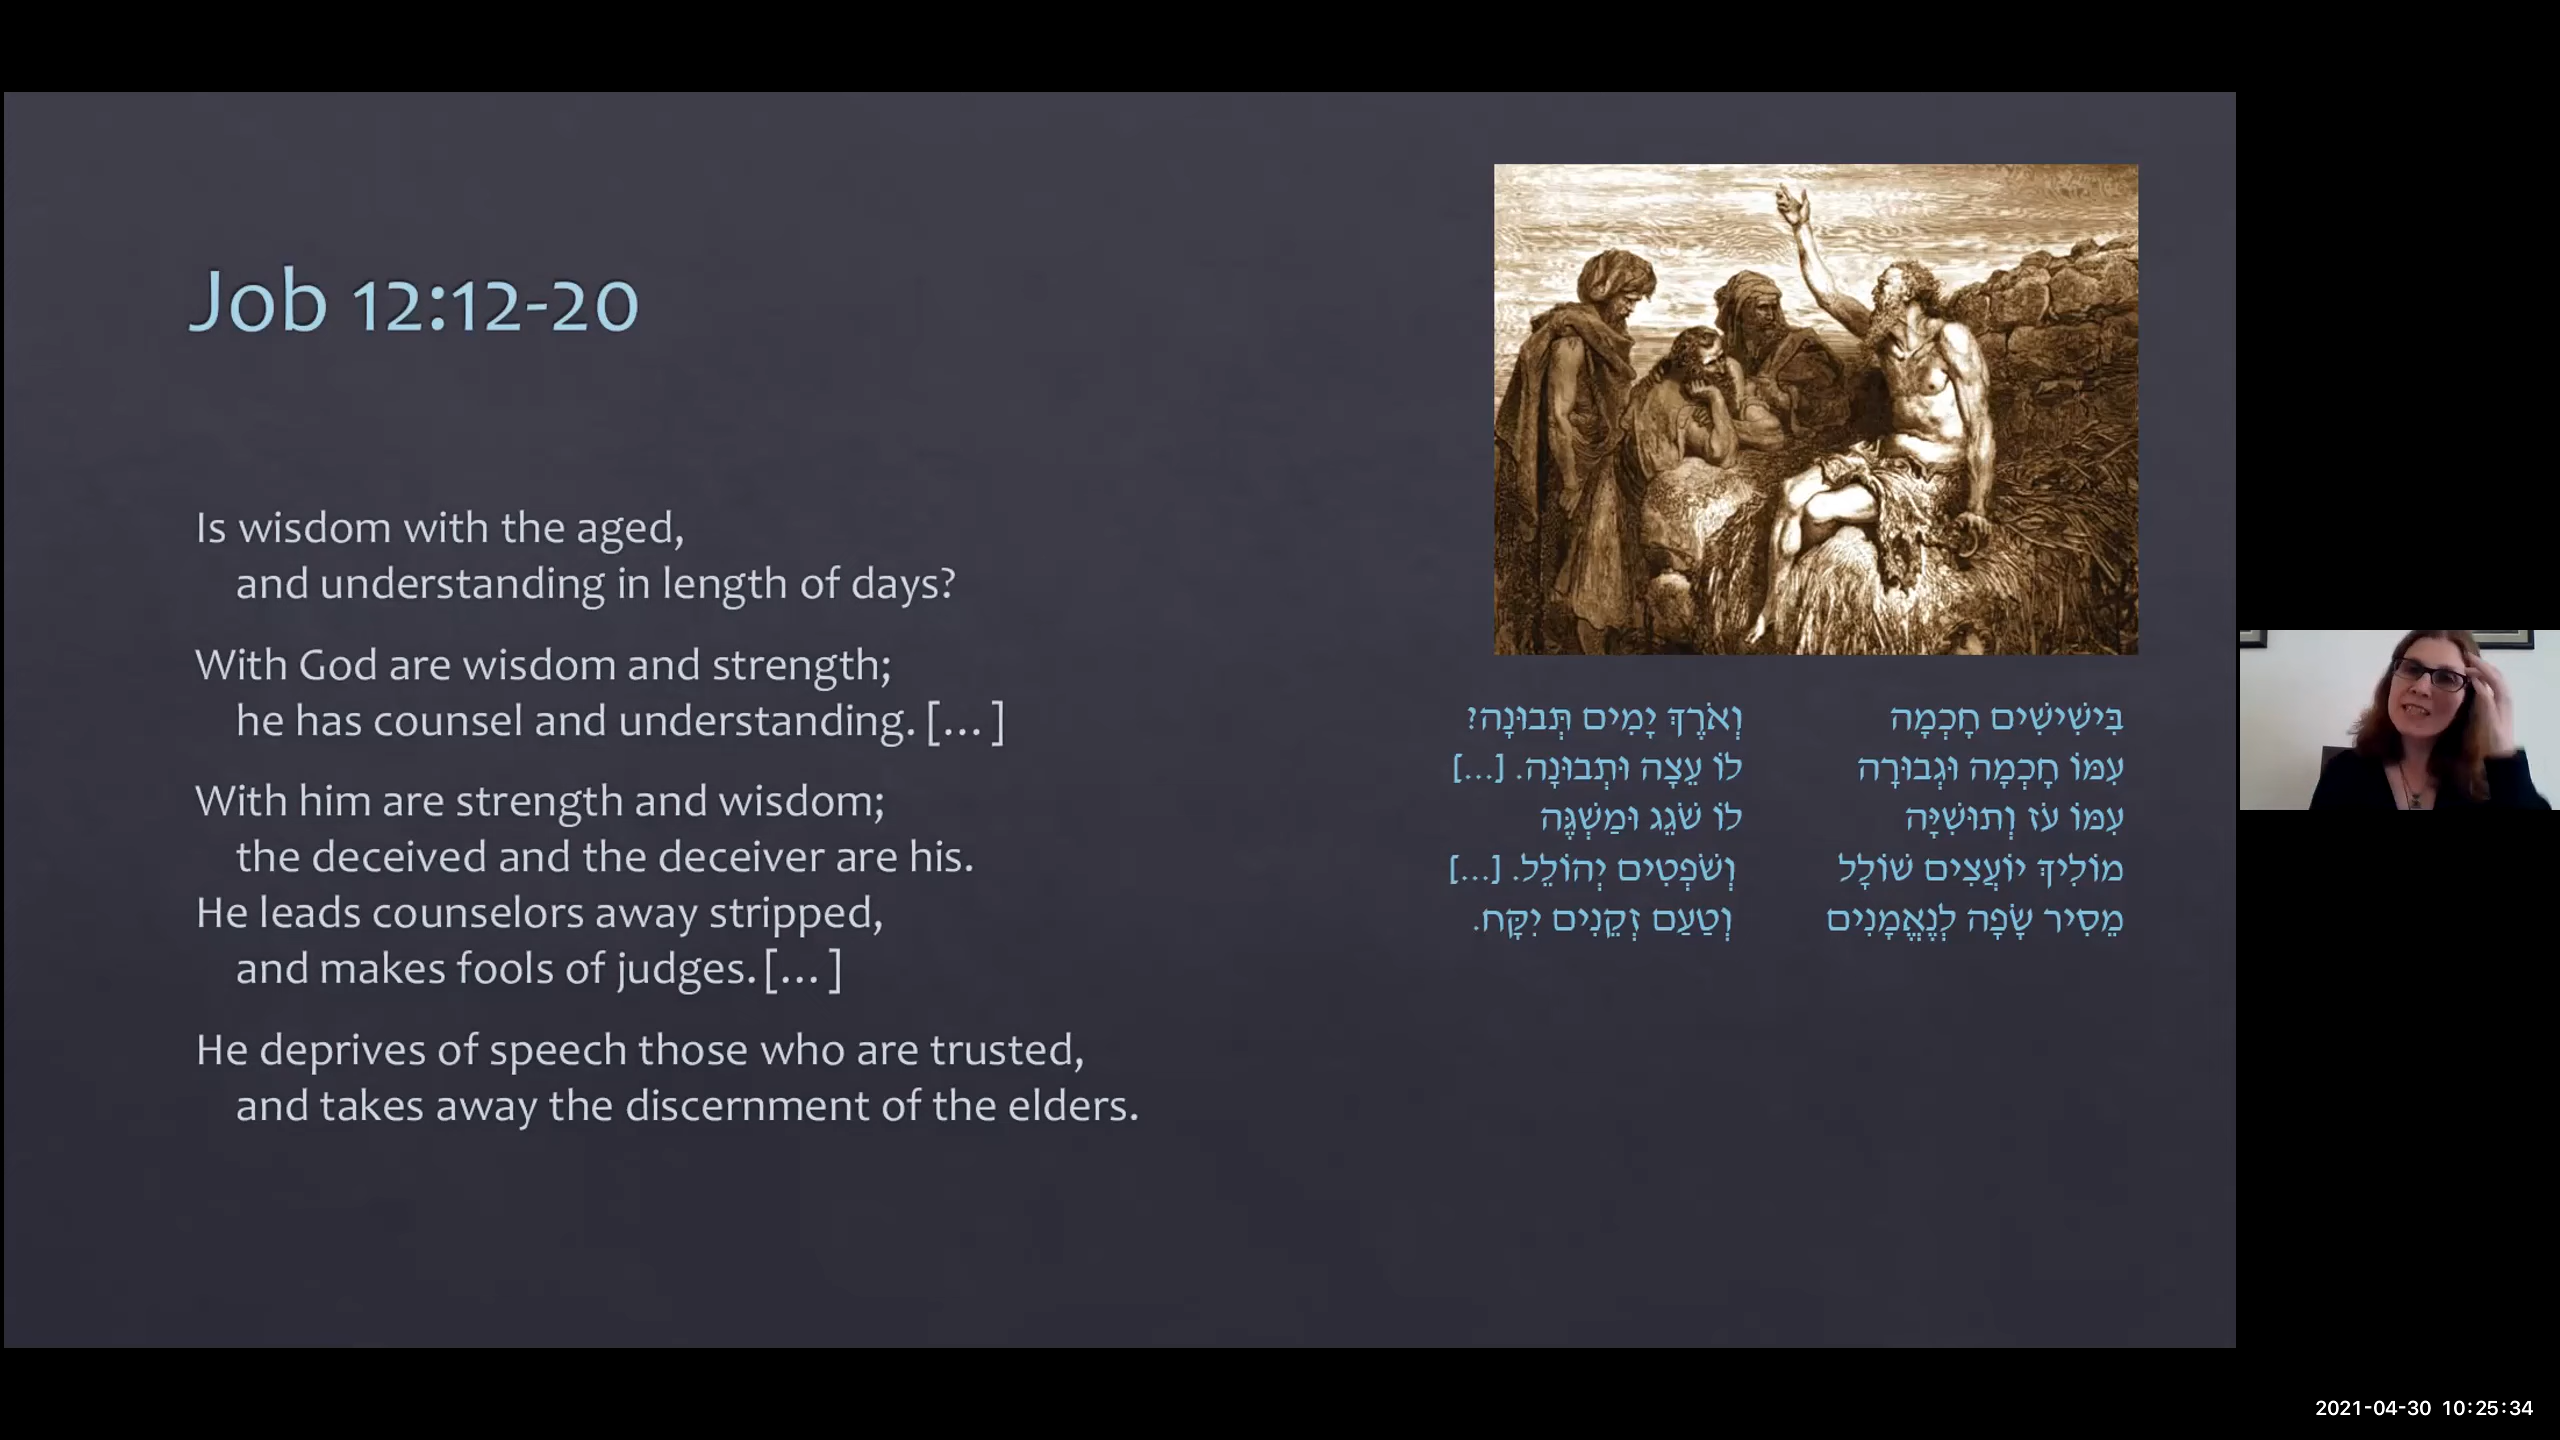 Job 12:12-20
Is wisdom with the aged,
and understanding in length of days?
With God are wisdom and strength;
he has counsel and understanding. […]
With him are strength and wisdom;
the deceived and the deceiver are his.
He leads counselors away stripped,
and makes fools of judges. […]
He deprives of speech those who are trusted,
and takes away the discernment of the elders.
בִּישִׁישִׁים חָכְמָה וְאֹרֶךְ יָמִים תְּבוּנָה?
עִמּוֹ חָכְמָה וּגְבוּרָה לוֹ עֵצָה וּתְבוּנָה. […]
עִמּוֹ עֹז וְתוּשִׁיָּה לוֹ שֹׁגֵג וּמַשְׁגֶּה
מוֹלִיךְ יוֹעֲצִים שׁוֹלָל וְשֹׁפְטִים יְהוֹלֵל. […]
מֵסִיר שָׂפָה לְנֶאֱמָנִים וְטַעַם זְקֵנִים יִקָּח.
2021-04-30 10:25:34